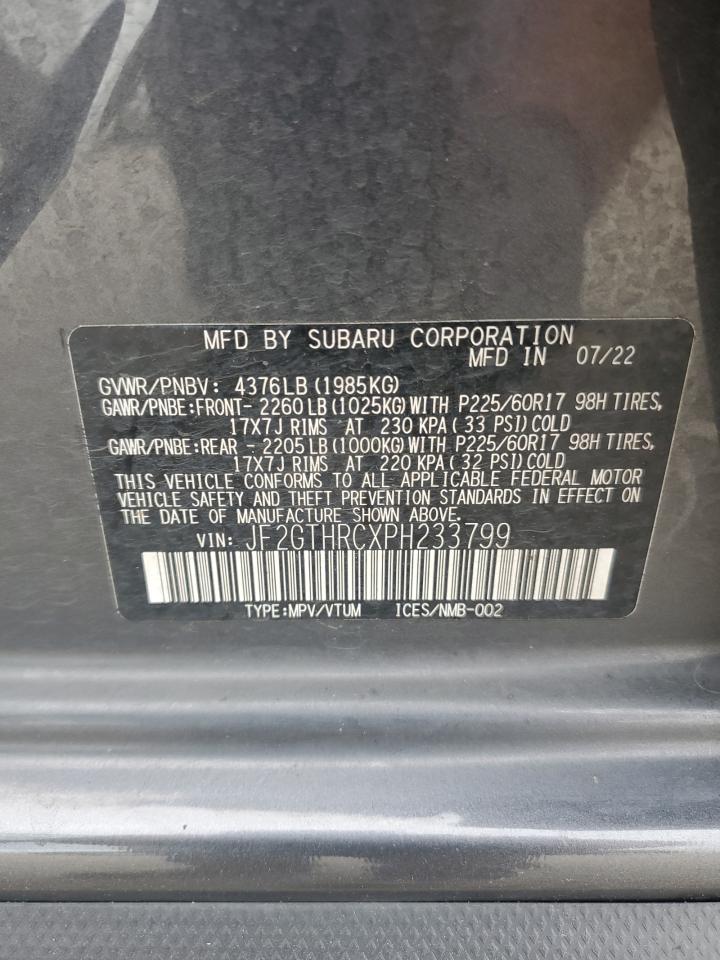 MFD BY SUBARU CORPORATION
MFD IN 07/22
GVWR/PNBV: 4376LB (1985KG)
GAWR/PNBE:FRONT- 2260LB (1025KG) WITH P225/60R17 98H TIRES,
17X7J RIMS AT 230 KPA ( 33 PSI) COLD
GAWR/PNBE:REAR - 2205LB (1000KG) WITH P225/60R17 98H TIRES,
17X7J RIMS AT 220 KPA ( 32 PSI) COLD
THIS VEHICLE CONFORMS TO ALL APPLICABLE FEDERAL MOTOR
VEHICLE SAFETY AND THEFT PREVENTION STANDARDS IN EFFECT ON
THE DATE OF MANUFACTURE SHOWN ABOVE.
VIN: JF2GTHRCXPH233799
TYPE:MPV/VTUM ICES/NMB-002